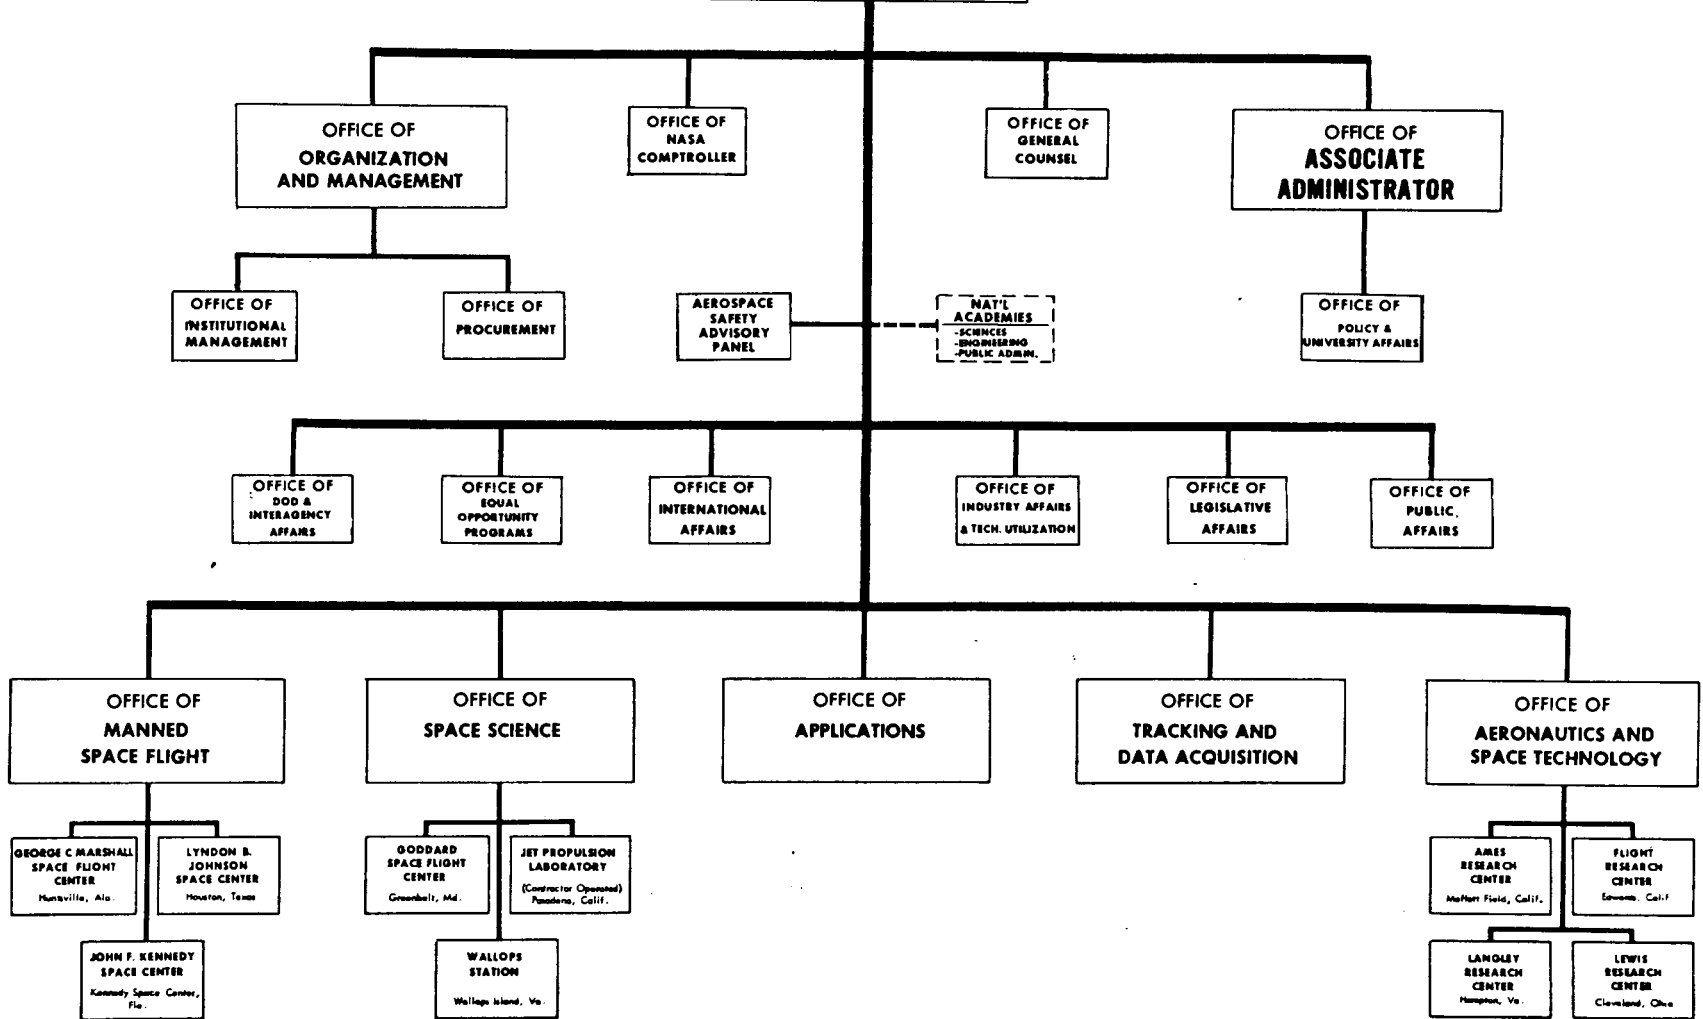 OFFICE OF
ORGANIZATION
AND MANAGEMENT
OFFICE OF
NASA
COMPTROLLER
OFFICE OF
GENERAL
COUNSEL
OFFICE OF
ASSOCIATE
ADMINISTRATOR
OFFICE OF
INSTITUTIONAL
MANAGEMENT
OFFICE OF
PROCUREMENT
AEROSPACE
SAFETY
ADVISORY
PANEL
NAT'L
ACADEMIES
-SCIENCES
-ENGINEERING
-PUBLIC ADMIN.
OFFICE OF
POLICY &
UNIVERSITY AFFAIRS
OFFICE OF
DOD &
INTERAGENCY
AFFAIRS
OFFICE OF
EQUAL
OPPORTUNITY
PROGRAMS
OFFICE OF
INTERNATIONAL
AFFAIRS
OFFICE OF
INDUSTRY AFFAIRS
& TECH. UTILIZATION
OFFICE OF
LEGISLATIVE
AFFAIRS
OFFICE OF
PUBLIC.
AFFAIRS
OFFICE OF
MANNED
SPACE FLIGHT
OFFICE OF
SPACE SCIENCE
OFFICE OF
APPLICATIONS
OFFICE OF
TRACKING AND
DATA ACQUISITION
OFFICE OF
AERONAUTICS AND
SPACE TECHNOLOGY
GEORGE C MARSHALL
SPACE FLIGHT
CENTER
Huntsville, Ala.
LYNDON B.
JOHNSON
SPACE CENTER
Houston, Texas
JOHN F. KENNEDY
SPACE CENTER
Kennedy Space Center,
Fla.
GODDARD
SPACE FLIGHT
CENTER
Greenbelt, Md.
JET PROPULSION
LABORATORY
(Contractor Operated)
Pasadena, Calif.
WALLOPS
STATION
Wallops Island, Va.
AMES
RESEARCH
CENTER
Moffett Field, Calif.
FLIGHT
RESEARCH
CENTER
Edwards, Calif
LANGLEY
RESEARCH
CENTER
Hampton, Va.
LEWIS
RESEARCH
CENTER
Cleveland, Ohio